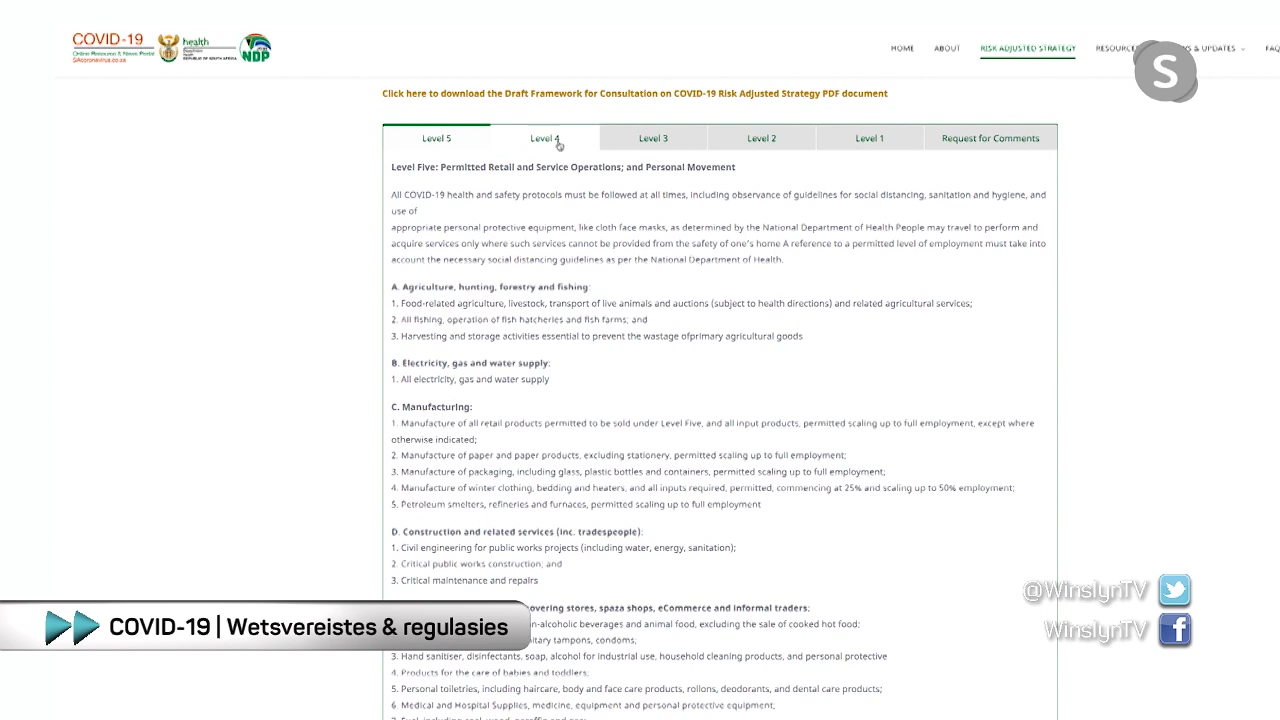 COVID-19
Online Resource & News Portal
SAcoronavirus.co.za
health
Department:
Health
REPUBLIC OF SOUTH AFRICA
NDP
HOME ABOUT RISK ADJUSTED STRATEGY RESOURCE & UPDATES FAQ
S
Click here to download the Draft Framework for Consultation on COVID-19 Risk Adjusted Strategy PDF document
Level 5 Level 4 Level 3 Level 2 Level 1 Request for Comments
Level Five: Permitted Retail and Service Operations; and Personal Movement
All COVID-19 health and safety protocols must be followed at all times, including observance of guidelines for social distancing, sanitation and hygiene, and
use of
appropriate personal protective equipment, like cloth face masks, as determined by the National Department of Health People may travel to perform and
acquire services only where such services cannot be provided from the safety of one's home A reference to a permitted level of employment must take into
account the necessary social distancing guidelines as per the National Department of Health.
A. Agriculture, hunting, forestry and fishing:
1. Food-related agriculture, livestock, transport of live animals and auctions (subject to health directions) and related agricultural services;
2. All fishing, operation of fish hatcheries and fish farms; and
3. Harvesting and storage activities essential to prevent the wastage ofprimary agricultural goods
B. Electricity, gas and water supply:
1. All electricity, gas and water supply
C. Manufacturing:
1. Manufacture of all retail products permitted to be sold under Level Five, and all input products, permitted scaling up to full employment, except where
otherwise indicated;
2. Manufacture of paper and paper products, excluding stationery, permitted scaling up to full employment;
3. Manufacture of packaging, including glass, plastic bottles and containers, permitted scaling up to full employment;
4. Manufacture of winter clothing, bedding and heaters, and all inputs required, permitted, commencing at 25% and scaling up to 50% employment;
5. Petroleum smelters, refineries and furnaces, permitted scaling up to full employment
D. Construction and related services (inc. tradespeople):
1. Civil engineering for public works projects (including water, energy, sanitation);
2. Critical public works construction; and
3. Critical maintenance and repairs
overing stores, spaza shops, eCommerce and informal traders:
n-alcoholic beverages and animal food, excluding the sale of cooked hot food;
itary tampons, condoms;
3. Hand sanitiser, disinfectants, soap, alcohol for industrial use, household cleaning products, and personal protective
4. Products for the care of babies and toddlers;
5. Personal toiletries, including haircare, body and face care products, rollons, deodorants, and dental care products;
6. Medical and Hospital Supplies, medicine, equipment and personal protective equipment,
COVID-19 | Wetsvereistes & regulasies
@WinslynTV
WinslynTV